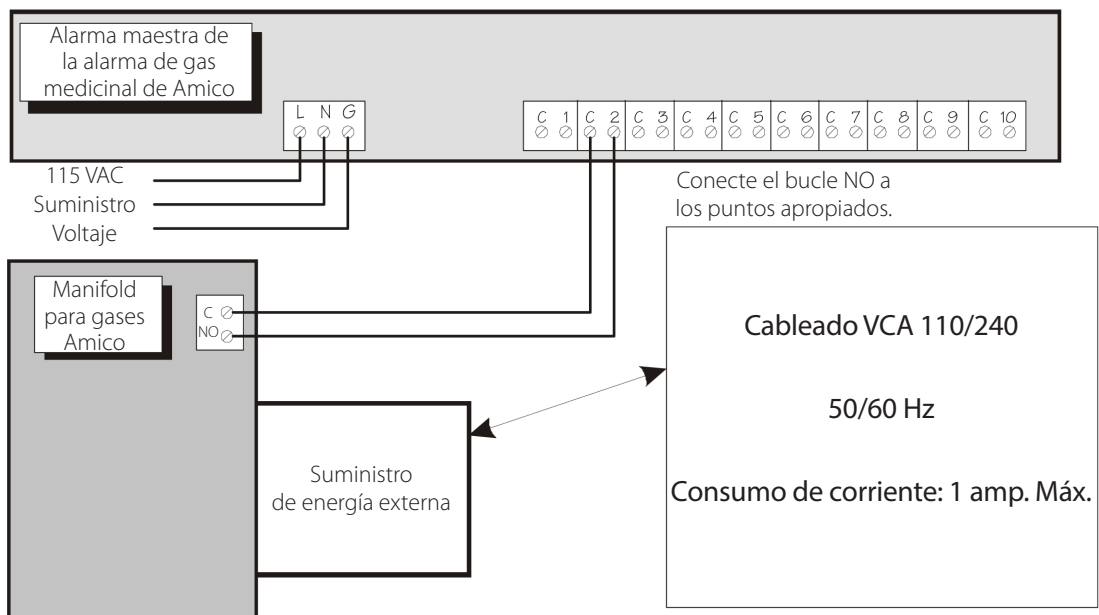 Alarma maestra de
la alarma de gas
medicinal de Amico
L N G
C 1 C 2 C 3 C 4 C 5 C 6 C 7 C 8 C 9 C 10
115 VAC
Suministro
Voltaje
Conecte el bucle NO a
los puntos apropiados.
Manifold
para gases
Amico
C
NO
Cableado VCA 110/240
50/60 Hz
Consumo de corriente: 1 amp. Máx.
Suministro
de energía externa